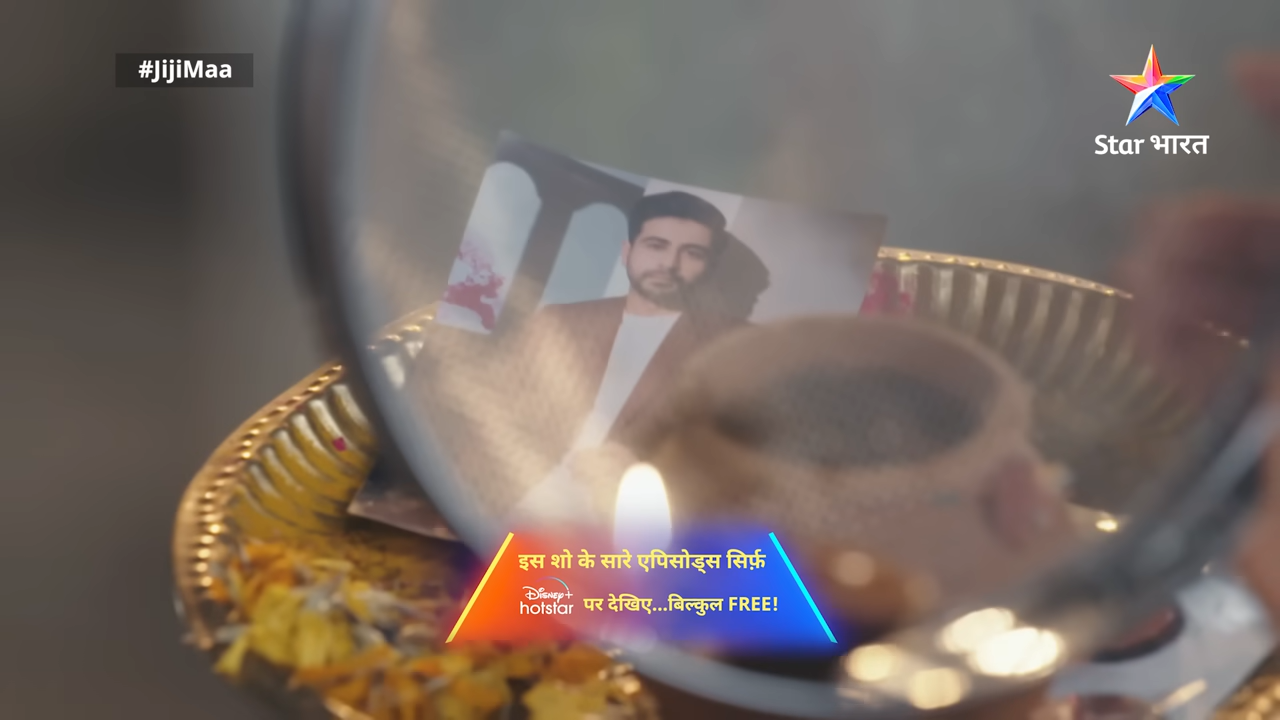 #JijiMaa
Star भारत
इस शो के सारे एपिसोड्स सिर्फ़
Disney+ hotstar पर देखिए...बिल्कुल FREE!